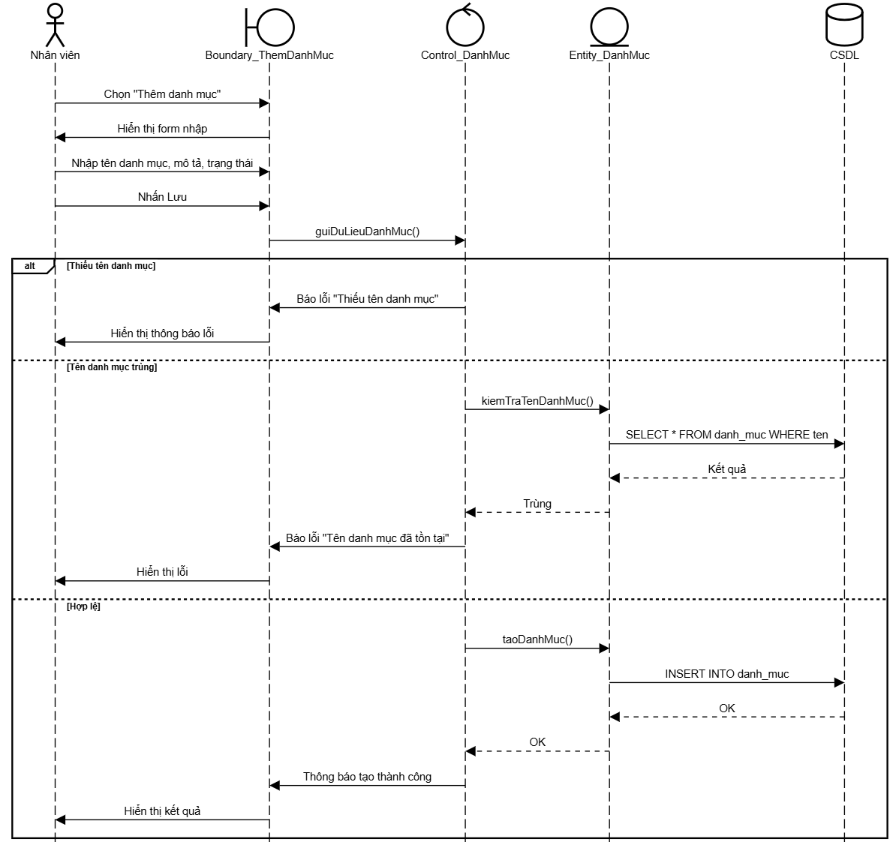 Nhân viên
Boundary_ThemDanhMuc
Control_DanhMuc
Entity_DanhMuc
CSDL
Chọn "Thêm danh mục"
Hiển thị form nhập
Nhập tên danh mục, mô tả, trạng thái
Nhấn Lưu
guiDuLieuDanhMuc()
alt
[Thiếu tên danh mục]
Báo lỗi "Thiếu tên danh mục"
Hiển thị thông báo lỗi
[Tên danh mục trùng]
kiemTraTenDanhMuc()
SELECT * FROM danh_muc WHERE ten
Kết quả
Trùng
Báo lỗi "Tên danh mục đã tồn tại"
Hiển thị lỗi
[Hợp lệ]
taoDanhMuc()
INSERT INTO danh_muc
OK
OK
Thông báo tạo thành công
Hiển thị kết quả